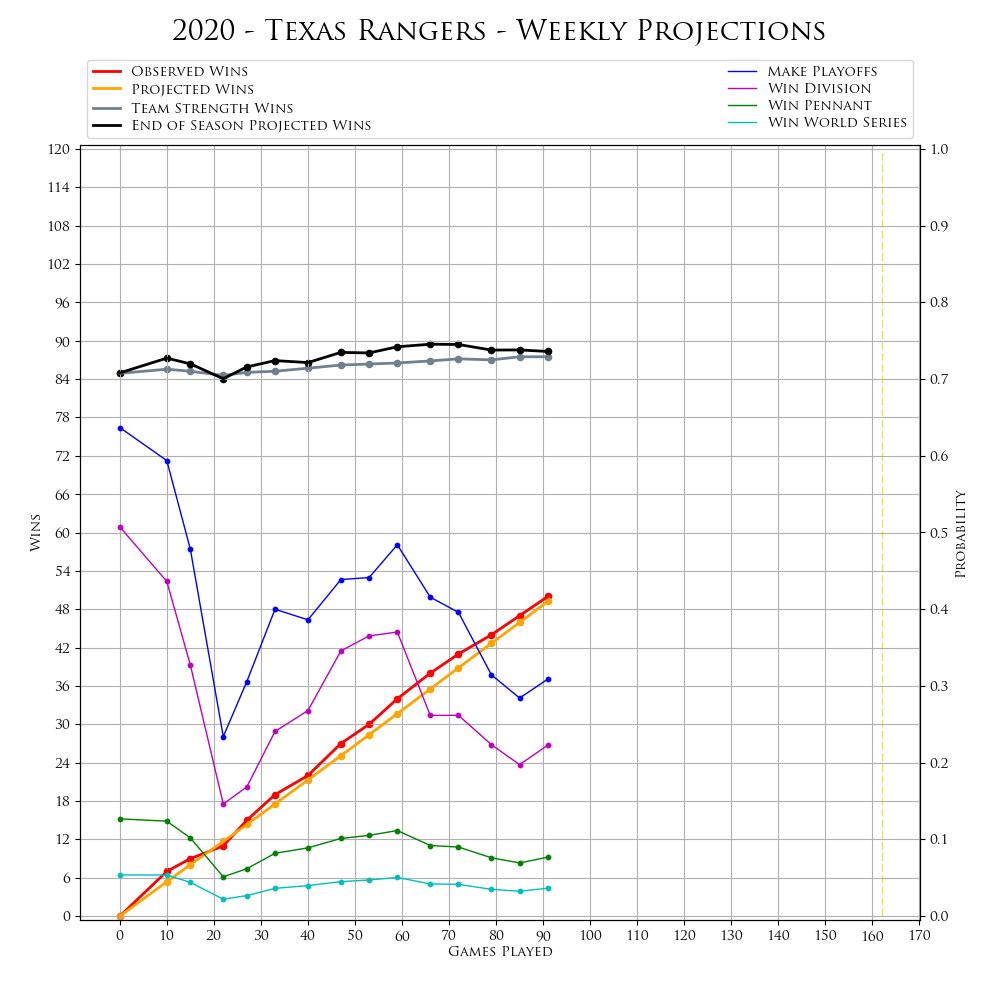 2020 - Texas Rangers - Weekly Projections
Observed Wins
Projected Wins
Team Strength Wins
End of Season Projected Wins
Make Playoffs
Win Division
Win Pennant
Win World Series
120
114
108
102
96
90
84
78
72
66
60
54
48
42
36
30
24
18
12
6
0
Wins
1.0
0.9
0.8
0.7
0.6
0.5
0.4
0.3
0.2
0.1
0.0
Probability
0 10 20 30 40 50 60 70 80 90 100 110 120 130 140 150 160 170
Games Played